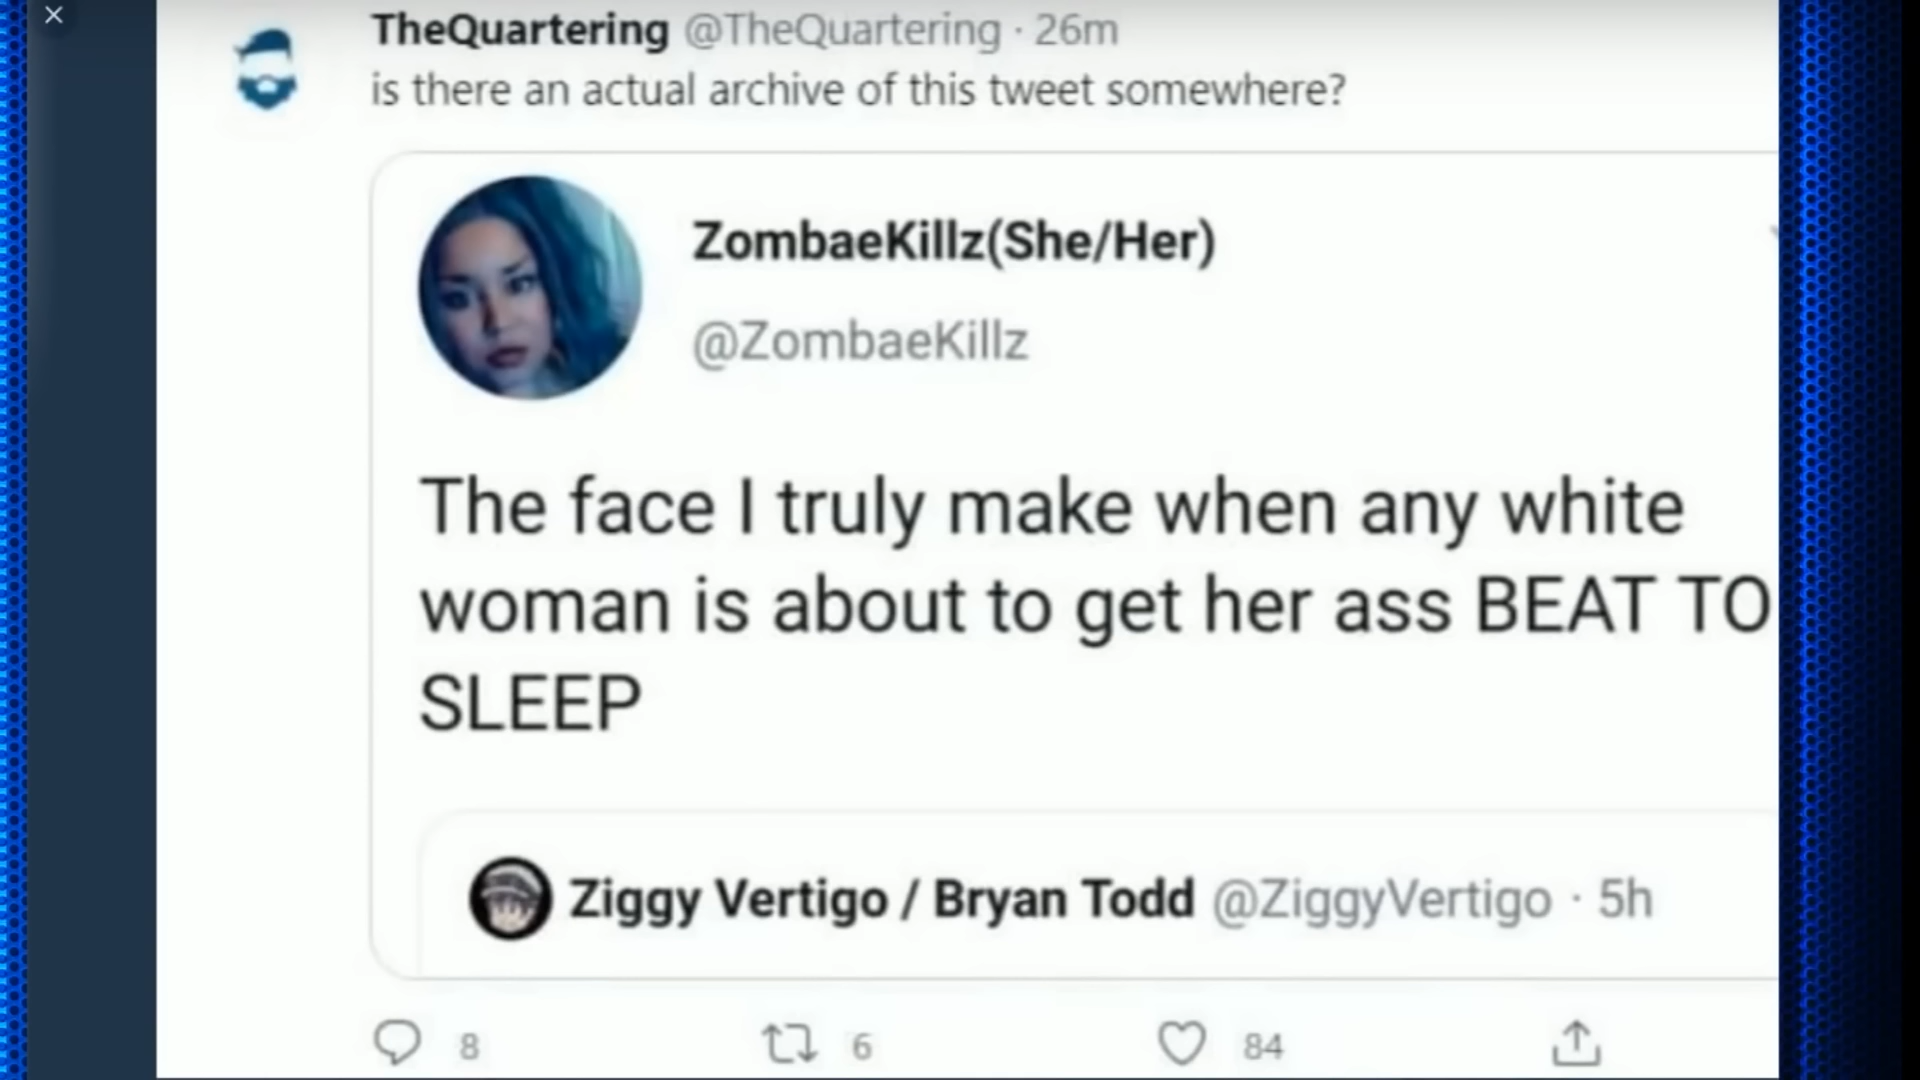 TheQuartering @TheQuartering · 26m
is there an actual archive of this tweet somewhere?
ZombaeKillz(She/Her)
@ZombaeKillz
The face I truly make when any white
woman is about to get her ass BEAT TO
SLEEP
Ziggy Vertigo / Bryan Todd @ZiggyVertigo · 5h
8 6 84